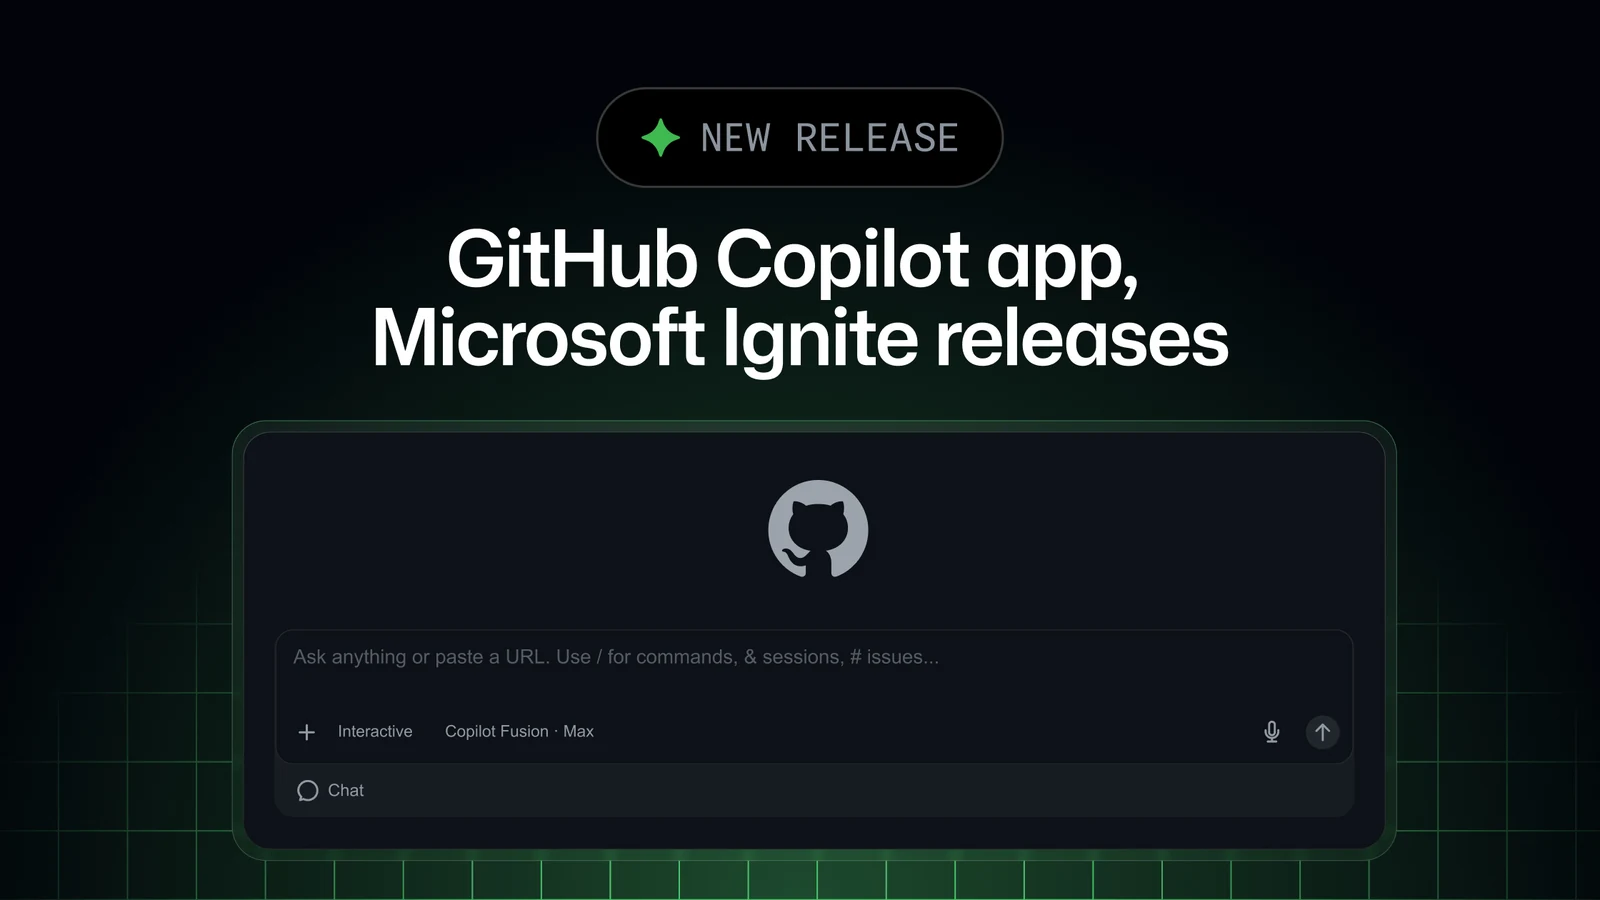 NEW RELEASE
GitHub Copilot app,
Microsoft Ignite releases
Ask anything or paste a URL. Use / for commands, & sessions, # issues...
Interactive
Copilot Fusion · Max
Chat